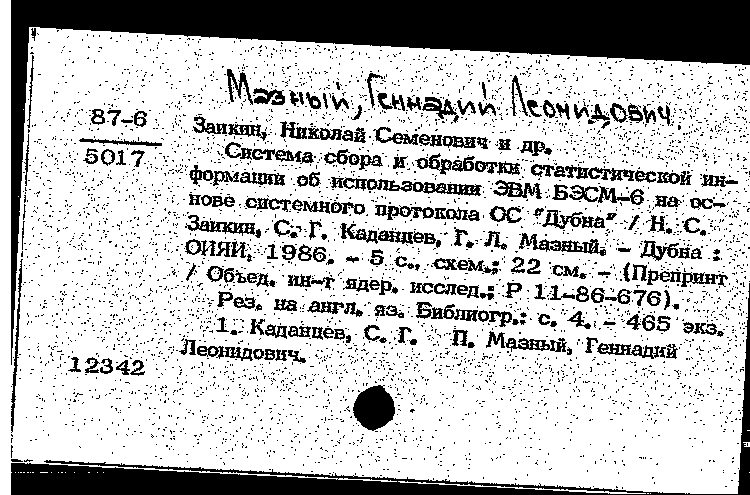 Мазный, Геннадий Леонидович.
87-6
5017
Заикин, Николай Семенович и др.
Система сбора и обработки статистической ин-
формации об использовании ЭВМ БЭСМ-6 на ос-
нове системного протокола ОС "Дубна" / Н. С.
Заикин, С. Г. Каданцев, Г. Л. Мазный. - Дубна :
ОИЯИ, 1986. - 5 с., схем.; 22 см. - (Препринт
/ Объед. ин-т ядер. исслед.; Р 11-86-676).
Рез. на англ. яз. Библиогр.: с. 4. - 465 экз.
1. Каданцев, С. Г. П. Мазный, Геннадий
Леонидович.
12342